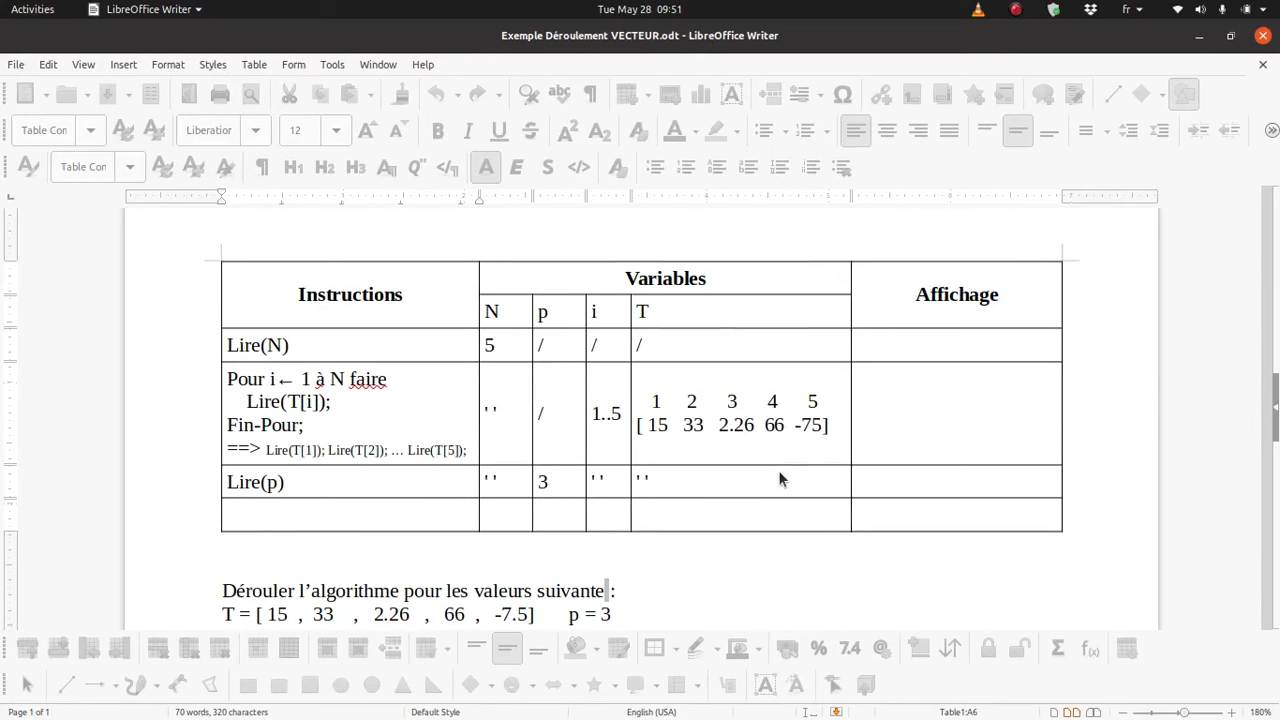 Activities LibreOffice Writer Tue May 28 09:51 fr
Exemple Déroulement VECTEUR.odt - LibreOffice Writer
File Edit View Insert Format Styles Table Form Tools Window Help
Table Con Liberation 12
Table Con
Instructions Variables Affichage
N p i T
Lire(N) 5 / / /
Pour i← 1 à N faire
Lire(T[i]);
Fin-Pour;
==> Lire(T[1]); Lire(T[2]); … Lire(T[5]);
' ' / 1..5
1 2 3 4 5
[ 15 33 2.26 66 -75]
Lire(p) ' ' 3 ' ' ' '
Dérouler l’algorithme pour les valeurs suivante :
T = [ 15 , 33 , 2.26 , 66 , -7.5] p = 3
Page 1 of 1 70 words, 320 characters Default Style English (USA) Table1:A6 180%